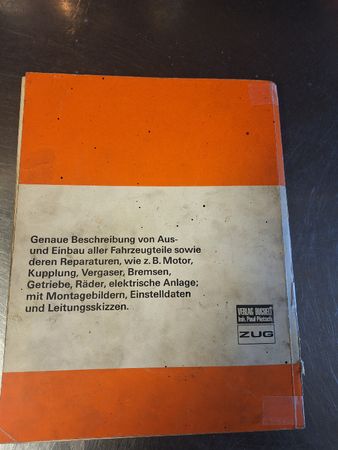 Genaue Beschreibung von Aus-
und Einbau aller Fahrzeugteile sowie
deren Reparaturen, wie z. B. Motor,
Kupplung, Vergaser, Bremsen,
Getriebe, Räder, elektrische Anlage;
mit Montagebildern, Einstelldaten
und Leitungsskizzen.
VERLAG BUCHELI
Inh. Paul Pietsch
ZUG